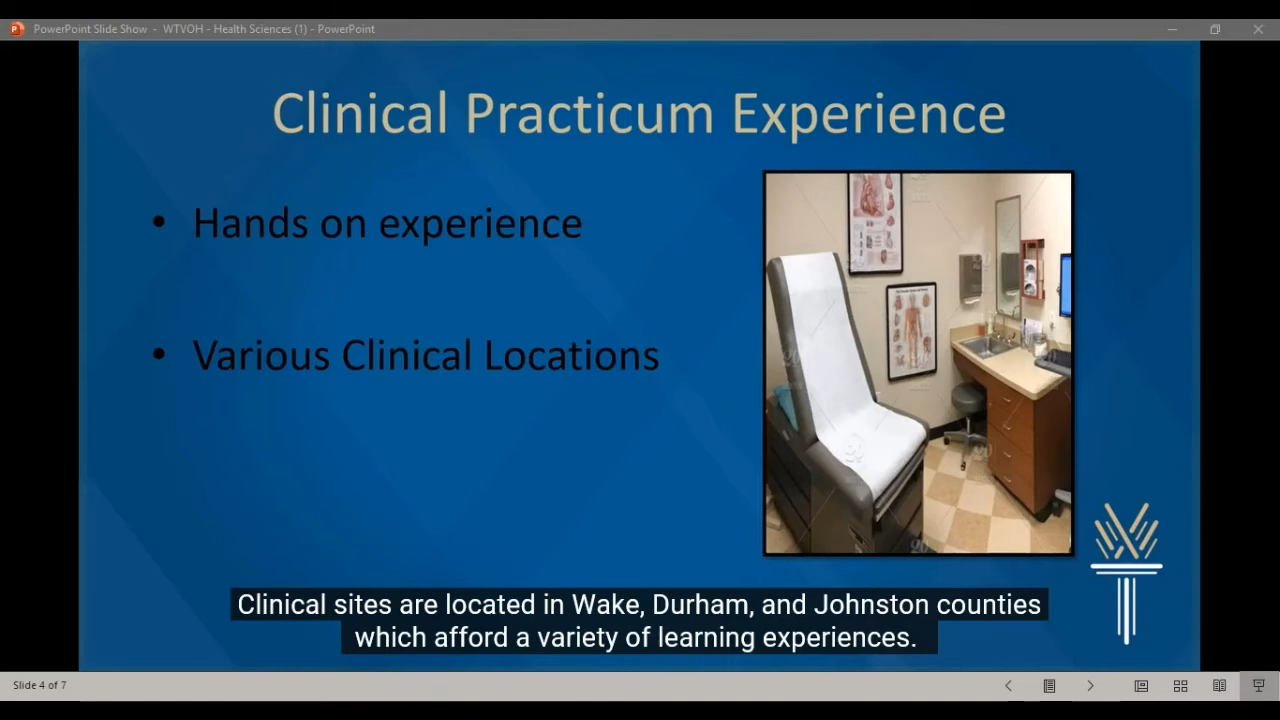 PowerPoint Slide Show - WTVOH - Health Sciences (1) - PowerPoint
Clinical Practicum Experience
• Hands on experience
• Various Clinical Locations
Clinical sites are located in Wake, Durham, and Johnston counties
which afford a variety of learning experiences.
Slide 4 of 7